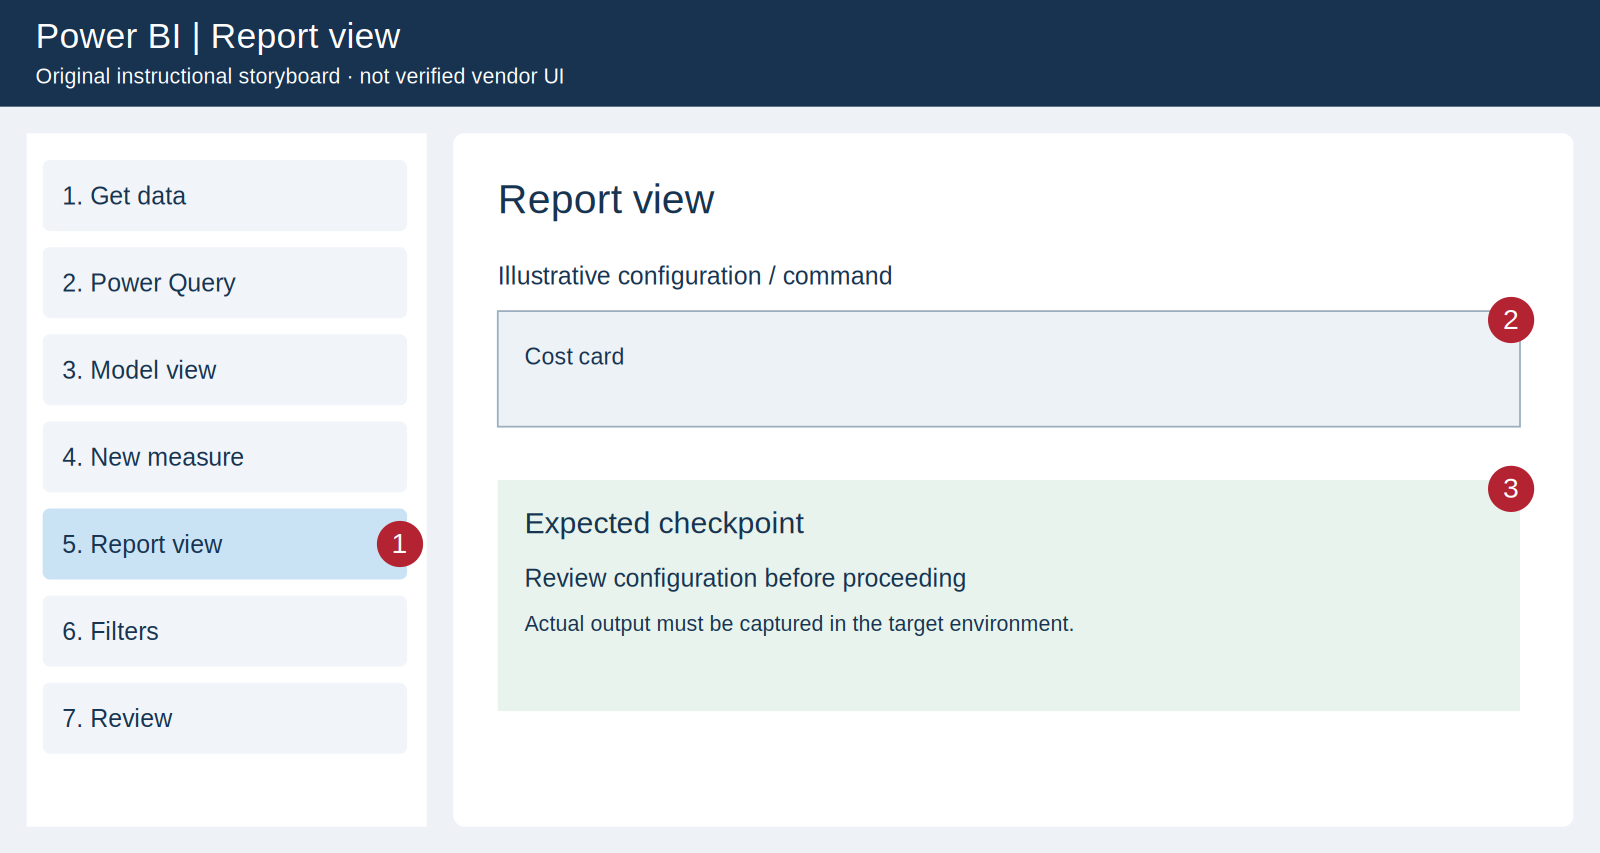 Power BI | Report view
Original instructional storyboard · not verified vendor UI
1. Get data
2. Power Query
3. Model view
4. New measure
5. Report view
1
6. Filters
7. Review
Report view
Illustrative configuration / command
2
Cost card
3
Expected checkpoint
Review configuration before proceeding
Actual output must be captured in the target environment.